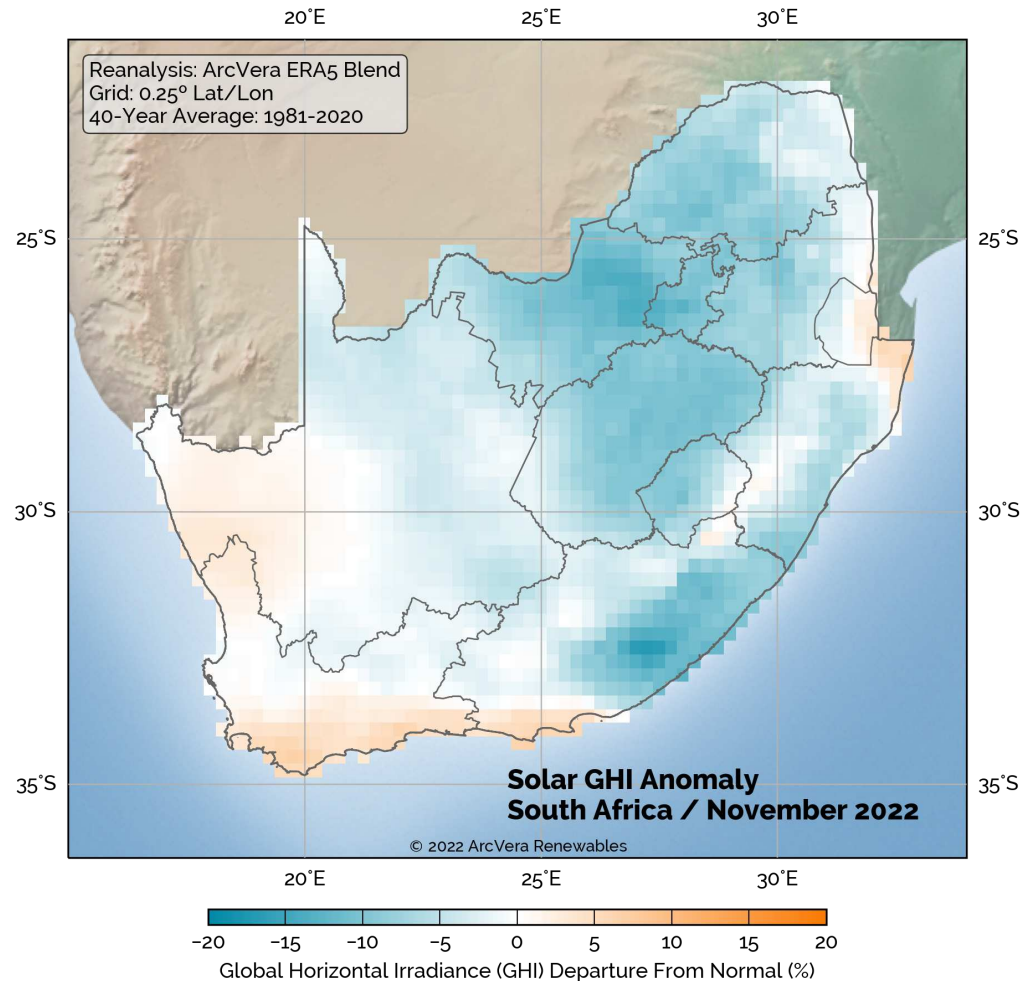 20°E 25°E 30°E
Reanalysis: ArcVera ERA5 Blend
Grid: 0.25º Lat/Lon
40-Year Average: 1981-2020
25°S 25°S
30°S 30°S
35°S 35°S
Solar GHI Anomaly
South Africa / November 2022
© 2022 ArcVera Renewables
20°E 25°E 30°E
−20 −15 −10 −5 0 5 10 15 20
Global Horizontal Irradiance (GHI) Departure From Normal (%)